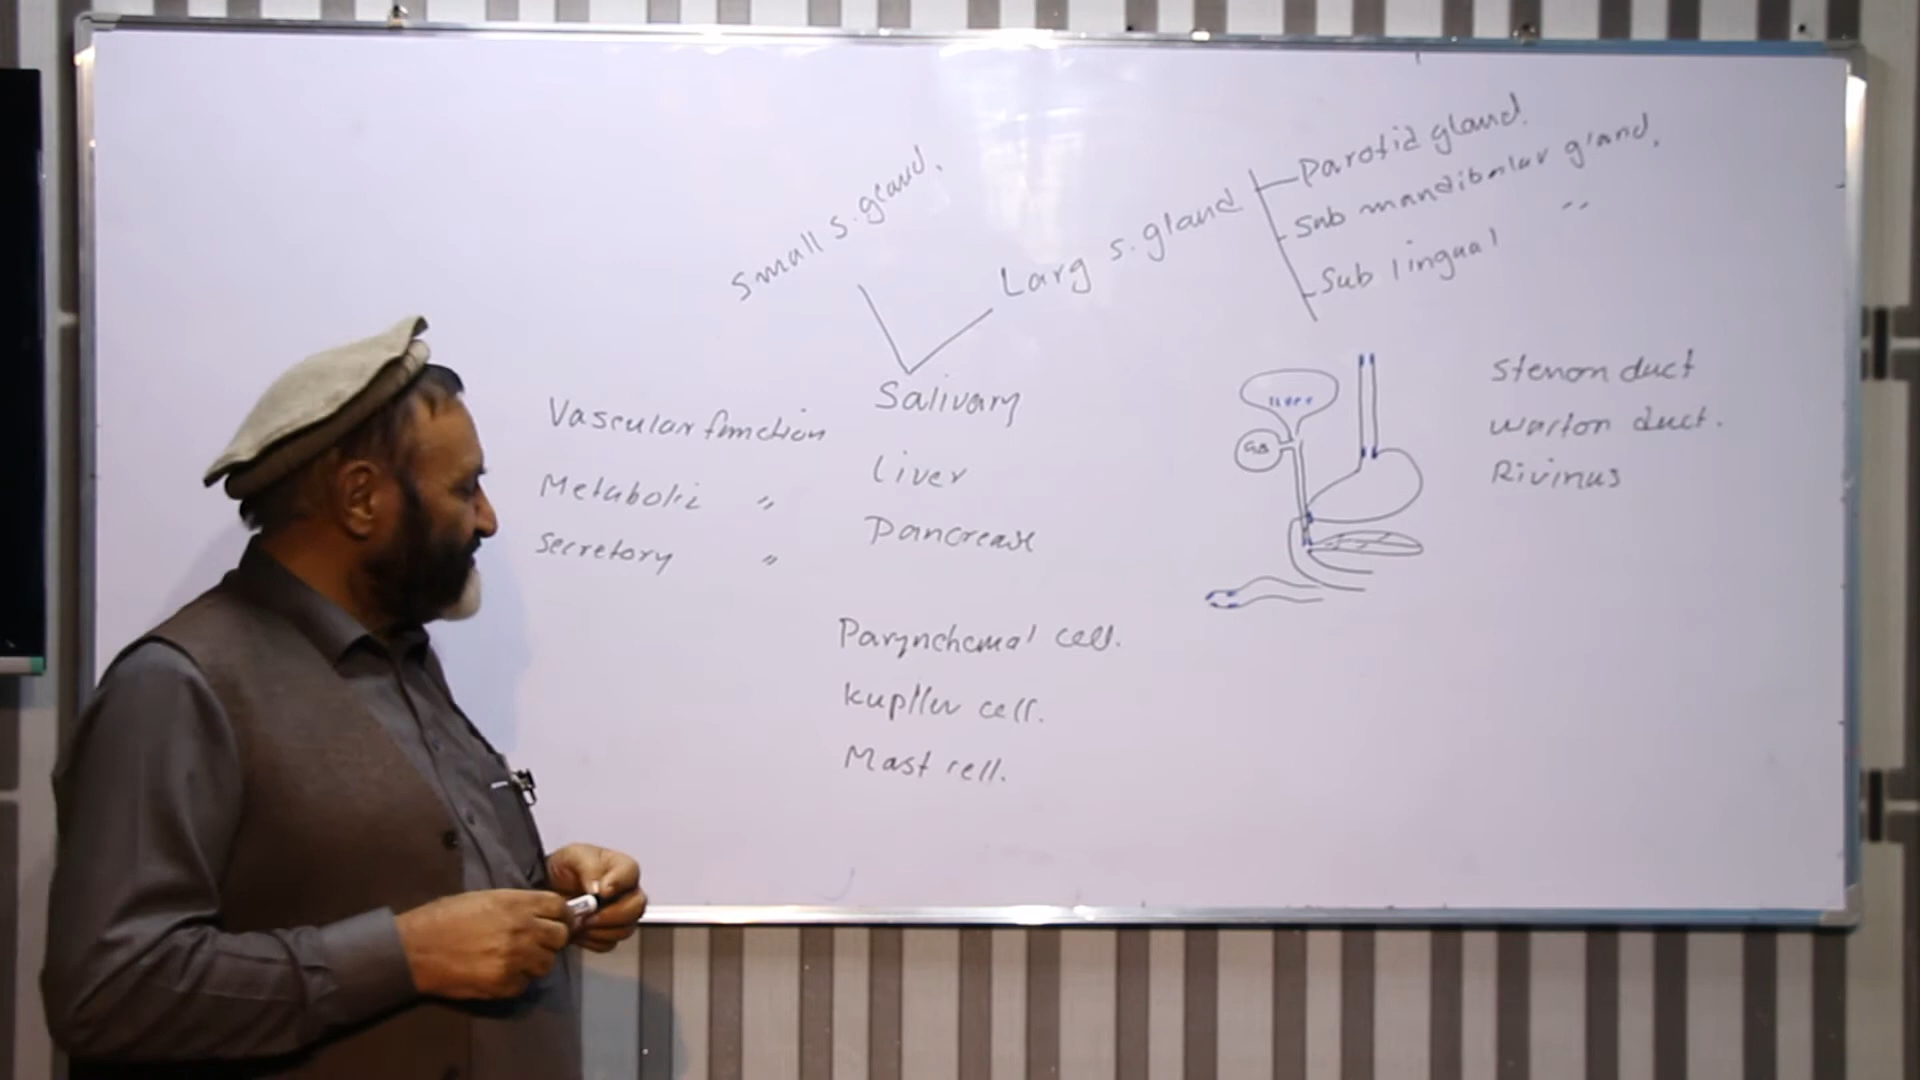 Small s. gland.
Larg s. gland
Parotid gland.
Sub mandibular gland.
Sub lingual "
Salivary
Liver
Pancrease
Vascular function
Metabolic "
Secretory "
liver
GB
Stenon duct
warton duct.
Rivinus
Parynchemal cell.
kupller cell.
Mast cell.